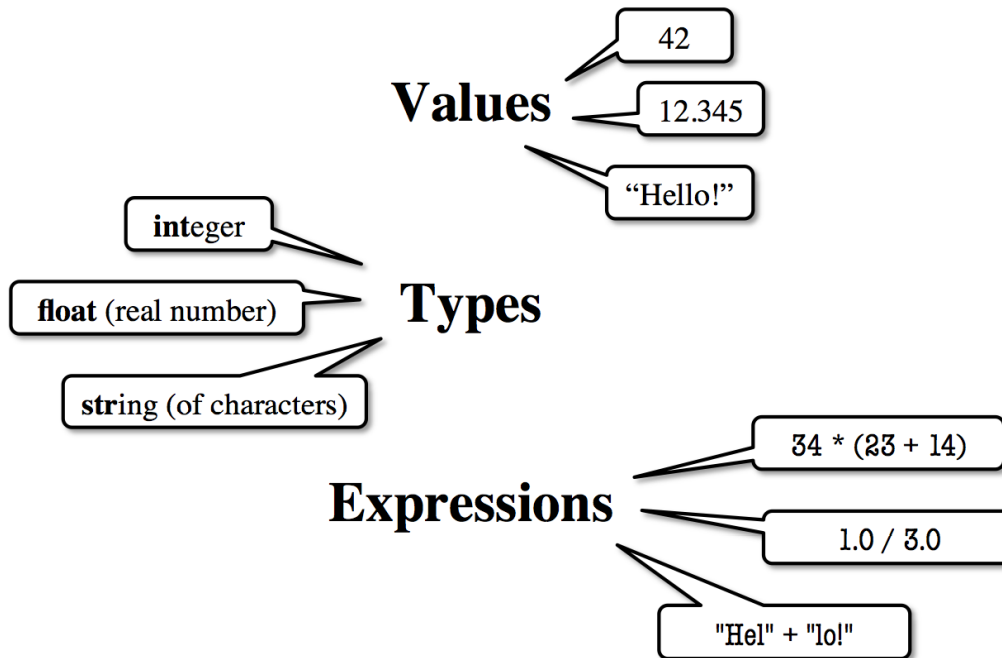 42
Values
12.345
“Hello!”
integer
float (real number)
Types
string (of characters)
34 * (23 + 14)
Expressions
1.0 / 3.0
"Hel" + "lo!"